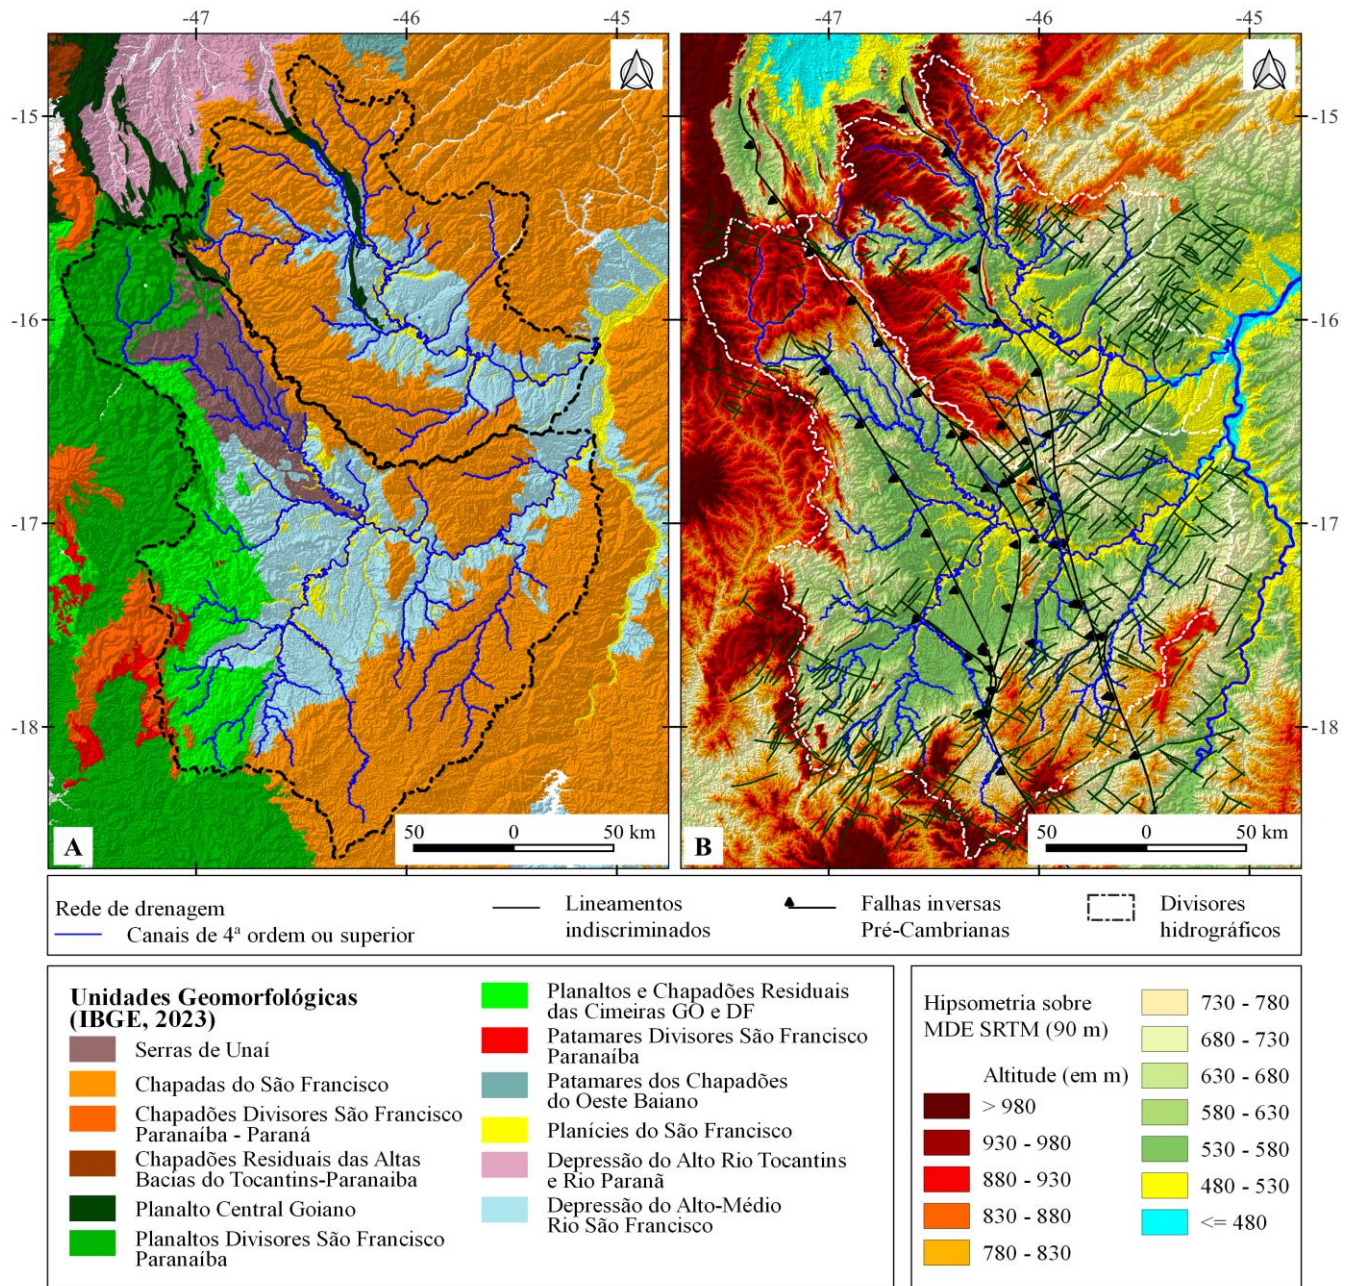 -47 -46 -45
-47 -46 -45
-15
-16
-17
-18
-15
-16
-17
-18
A
50 0 50 km
B
50 0 50 km
Rede de drenagem
Canais de 4ª ordem ou superior
Lineamentos
indiscriminados
Falhas inversas
Pré-Cambrianas
Divisores
hidrográficos
Unidades Geomorfológicas
(IBGE, 2023)
Serras de Unaí
Chapadas do São Francisco
Chapadões Divisores São Francisco
Paranaíba - Paraná
Chapadões Residuais das Altas
Bacías do Tocantins-Paranaiba
Planalto Central Goiano
Planaltos Divisores São Francisco
Paranaíba
Planaltos e Chapadões Residuais
das Cimeiras GO e DF
Patamares Divisores São Francisco
Paranaíba
Patamares dos Chapadões
do Oeste Baiano
Planícies do São Francisco
Depressão do Alto Rio Tocantins
e Rio Paranã
Depressão do Alto-Médio
Rio São Francisco
Hipsometria sobre
MDE SRTM (90 m)
Altitude (em m)
> 980
930 - 980
880 - 930
830 - 880
780 - 830
730 - 780
680 - 730
630 - 680
580 - 630
530 - 580
480 - 530
<= 480